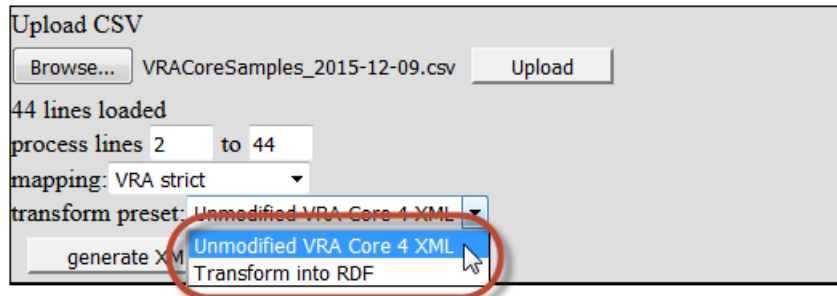 Upload CSV
Browse... VRACoreSamples_2015-12-09.csv Upload
44 lines loaded
process lines 2 to 44
mapping: VRA strict
transform preset: Unmodified VRA Core 4 XML
Unmodified VRA Core 4 XML
generate XM
Transform into RDF